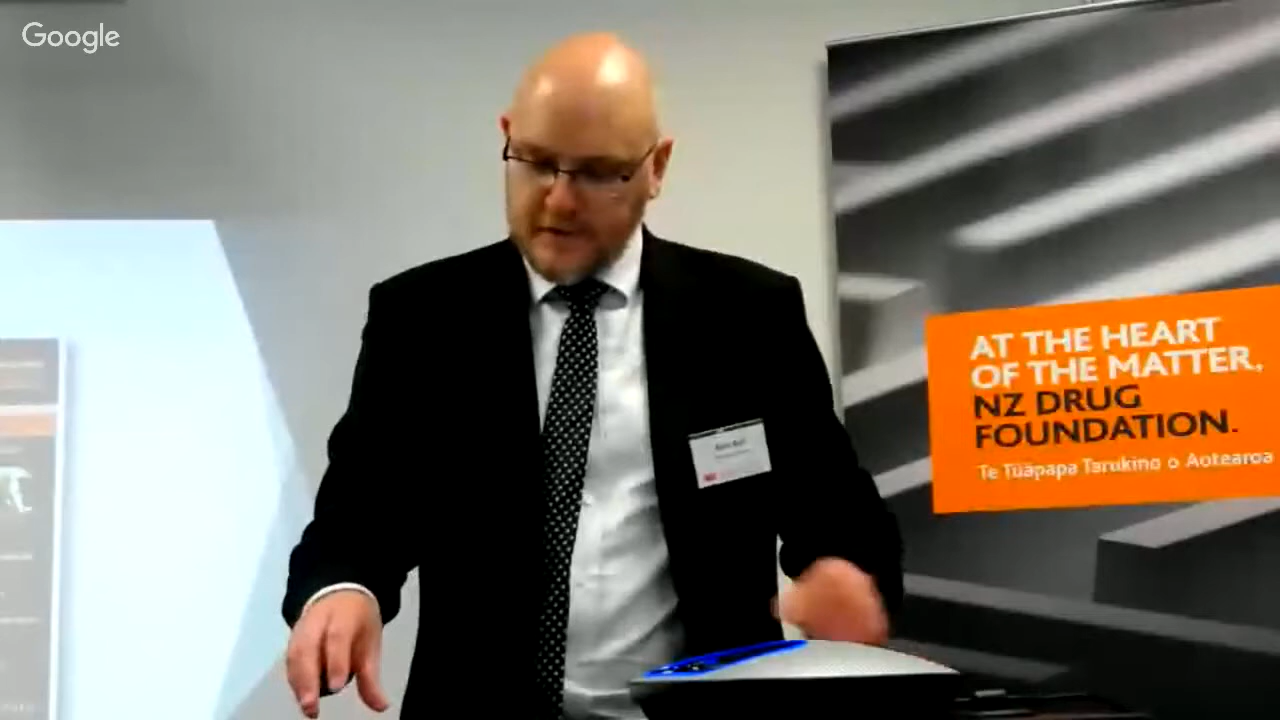 Google
AT THE HEART
OF THE MATTER,
NZ DRUG
FOUNDATION.
Te Tūāpapa Tarukino o Aotearoa